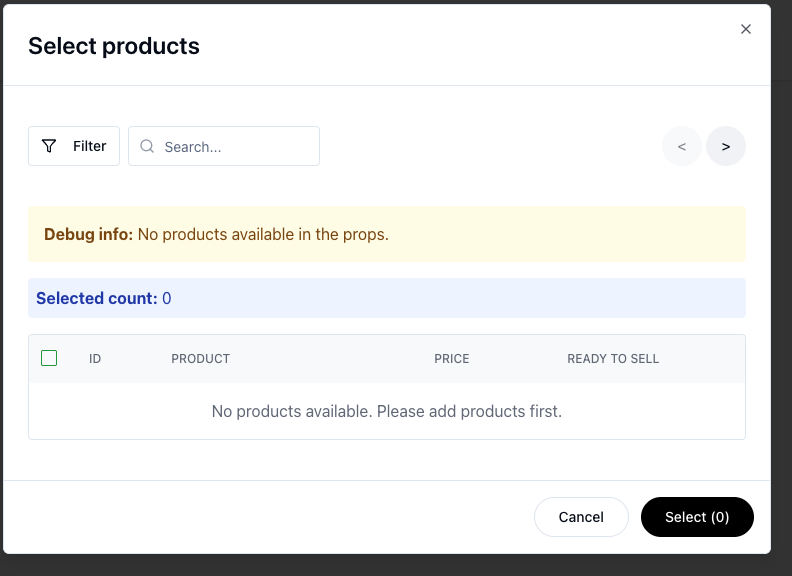 Select products
Filter
Search...
<
>
Debug info: No products available in the props.
Selected count: 0
ID PRODUCT PRICE READY TO SELL
No products available. Please add products first.
Cancel Select (0)